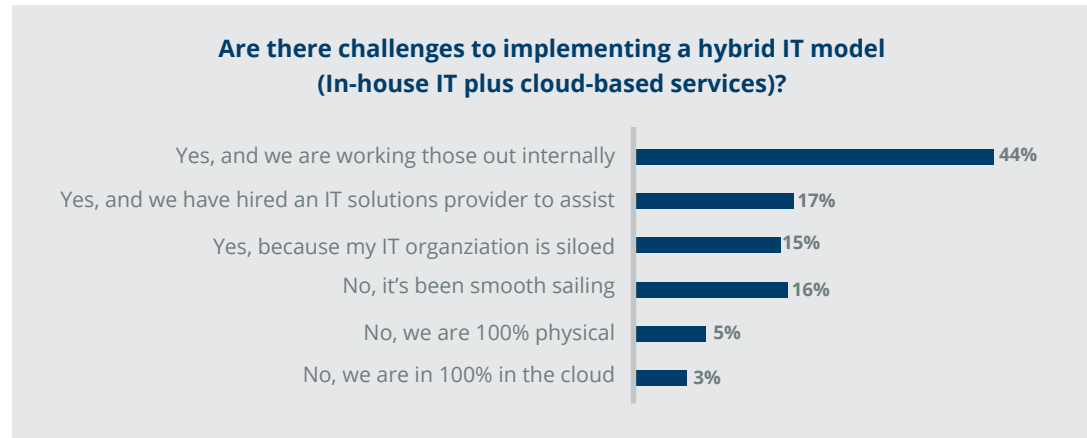 Are there challenges to implementing a hybrid IT model
(In-house IT plus cloud-based services)?
Yes, and we are working those out internally 44%
Yes, and we have hired an IT solutions provider to assist 17%
Yes, because my IT organziation is siloed 15%
No, it’s been smooth sailing 16%
No, we are 100% physical 5%
No, we are in 100% in the cloud 3%